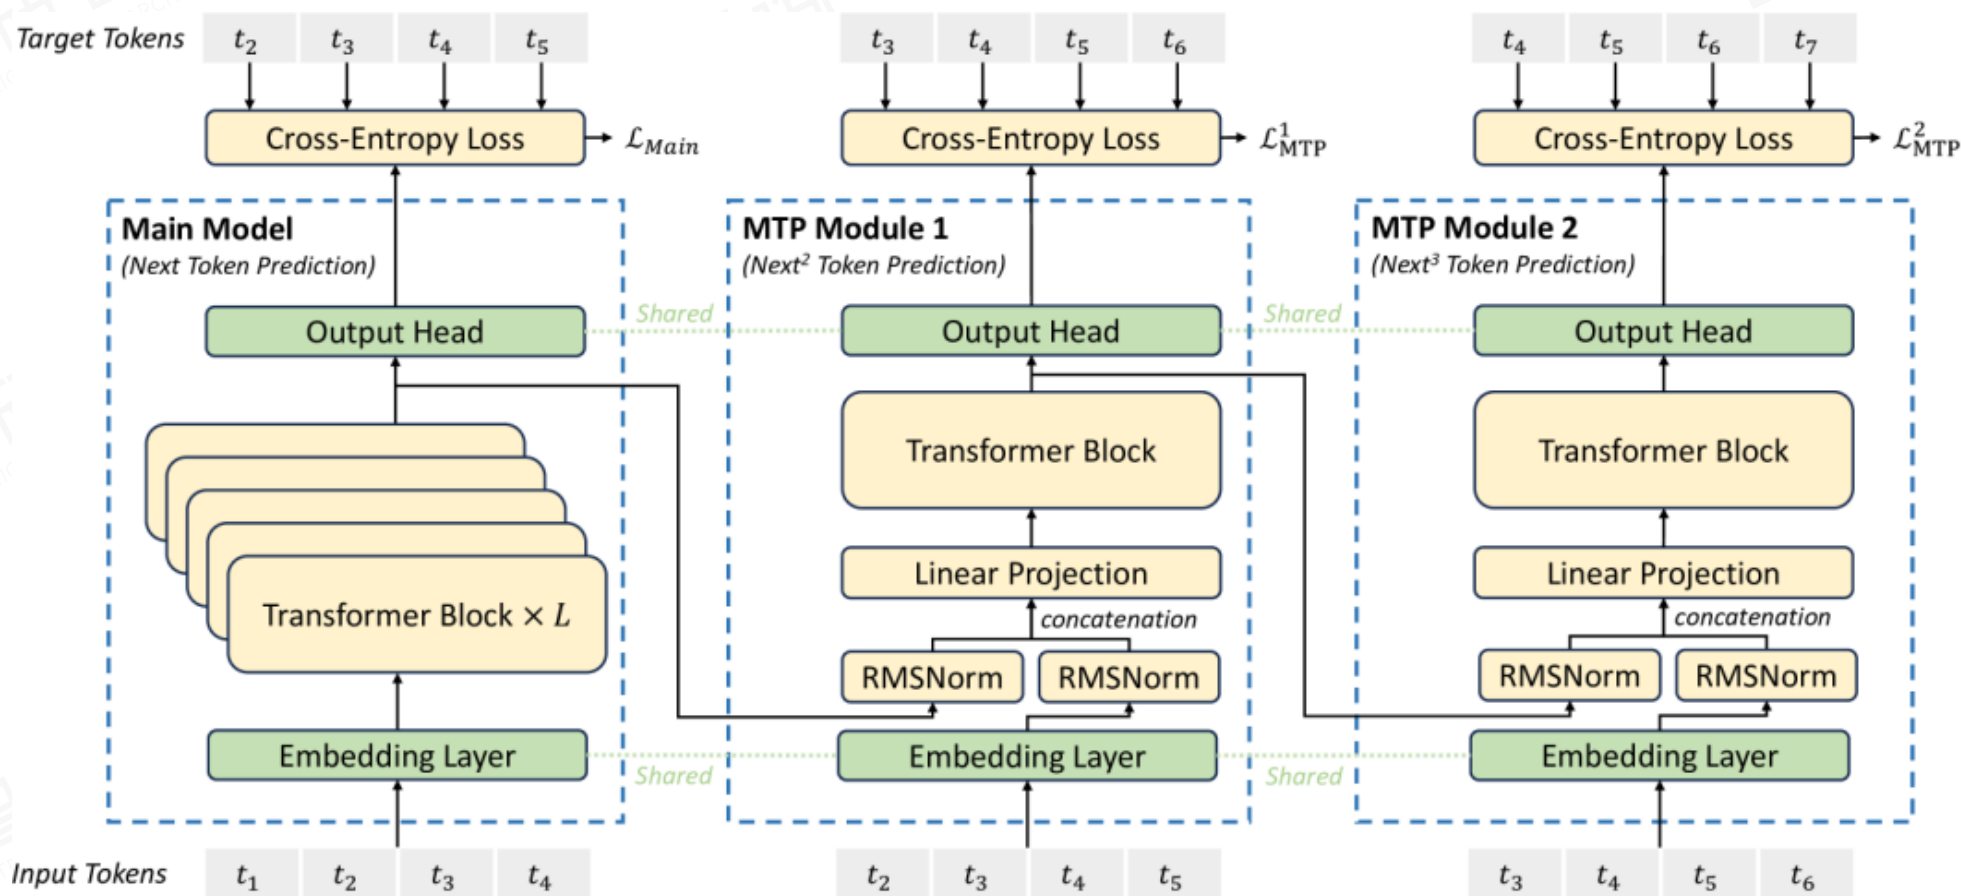 Target Tokens t₂ t₃ t₄ t₅ t₃ t₄ t₅ t₆ t₄ t₅ t₆ t₇
Cross-Entropy Loss ℒ_Main Cross-Entropy Loss ℒ¹_MTP Cross-Entropy Loss ℒ²_MTP
Main Model MTP Module 1 MTP Module 2
(Next Token Prediction) (Next² Token Prediction) (Next³ Token Prediction)
Shared Shared
Output Head Output Head Output Head
Transformer Block Transformer Block
Linear Projection Linear Projection
Transformer Block × L concatenation concatenation
RMSNorm RMSNorm RMSNorm RMSNorm
Embedding Layer Embedding Layer Embedding Layer
Shared Shared
Input Tokens t₁ t₂ t₃ t₄ t₂ t₃ t₄ t₅ t₃ t₄ t₅ t₆